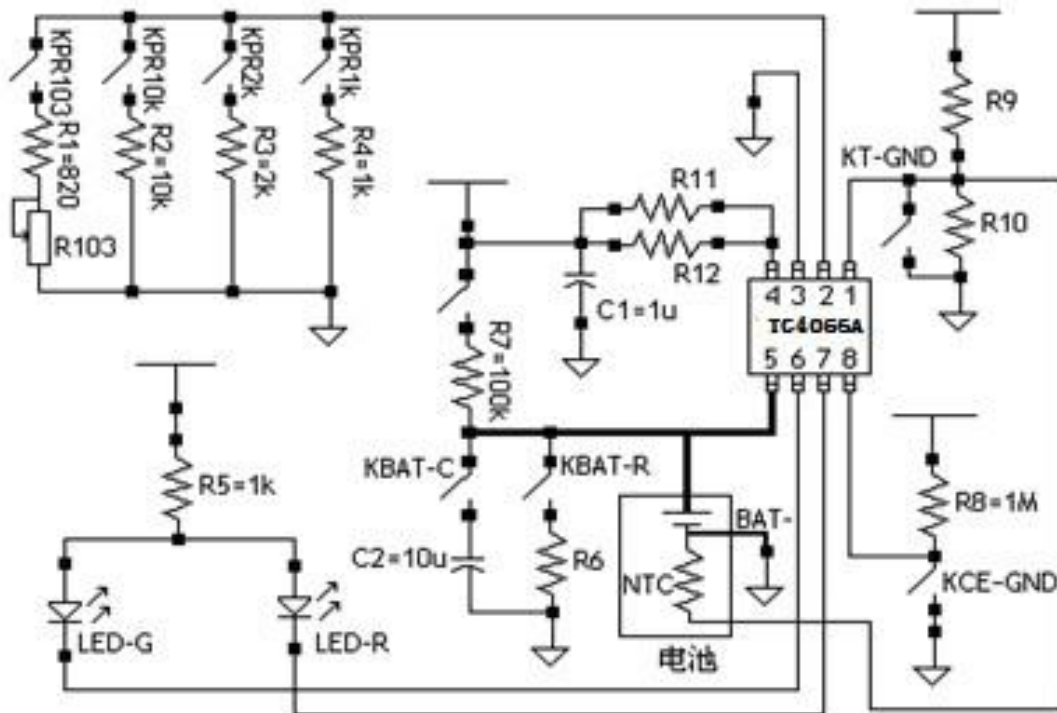 KPR103
R1=820
R103
KPR10k
R2=10k
KPR2k
R3=2k
KPR1k
R4=1k
R11
R12
C1=1u
R7=100k
KT-GND
R9
R10
4 3 2 1
TC4066A
5 6 7 8
R5=1k
LED-G
LED-R
KBAT-C
KBAT-R
C2=10u
R6
BAT-
NTC
电池
R8=1M
KCE-GND